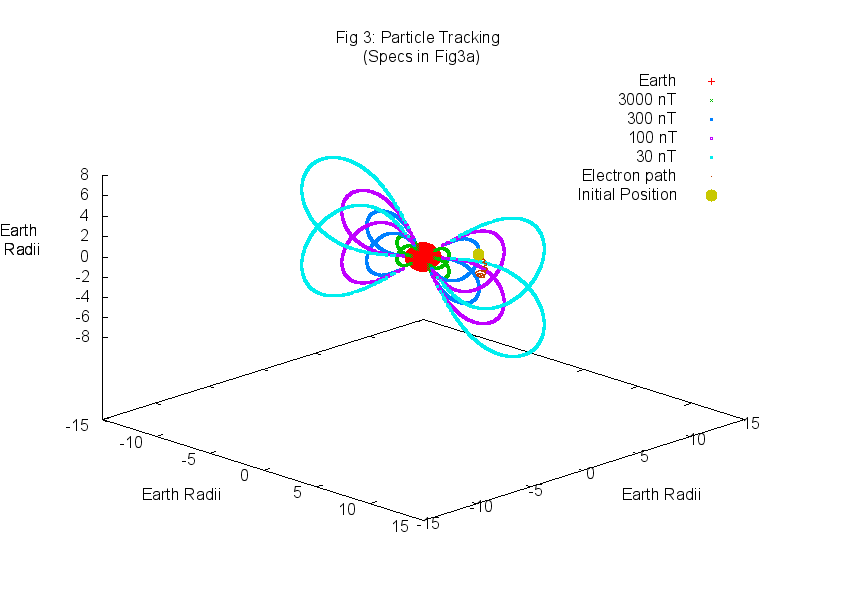 Fig 3: Particle Tracking
(Specs in Fig3a)
Earth
3000 nT
300 nT
100 nT
30 nT
Electron path
Initial Position
8
6
4
2
0
-2
-4
-6
-8
Earth
Radii
-15
-10
-5
0
5
10
15
-15
-10
-5
0
5
10
15
Earth Radii
Earth Radii